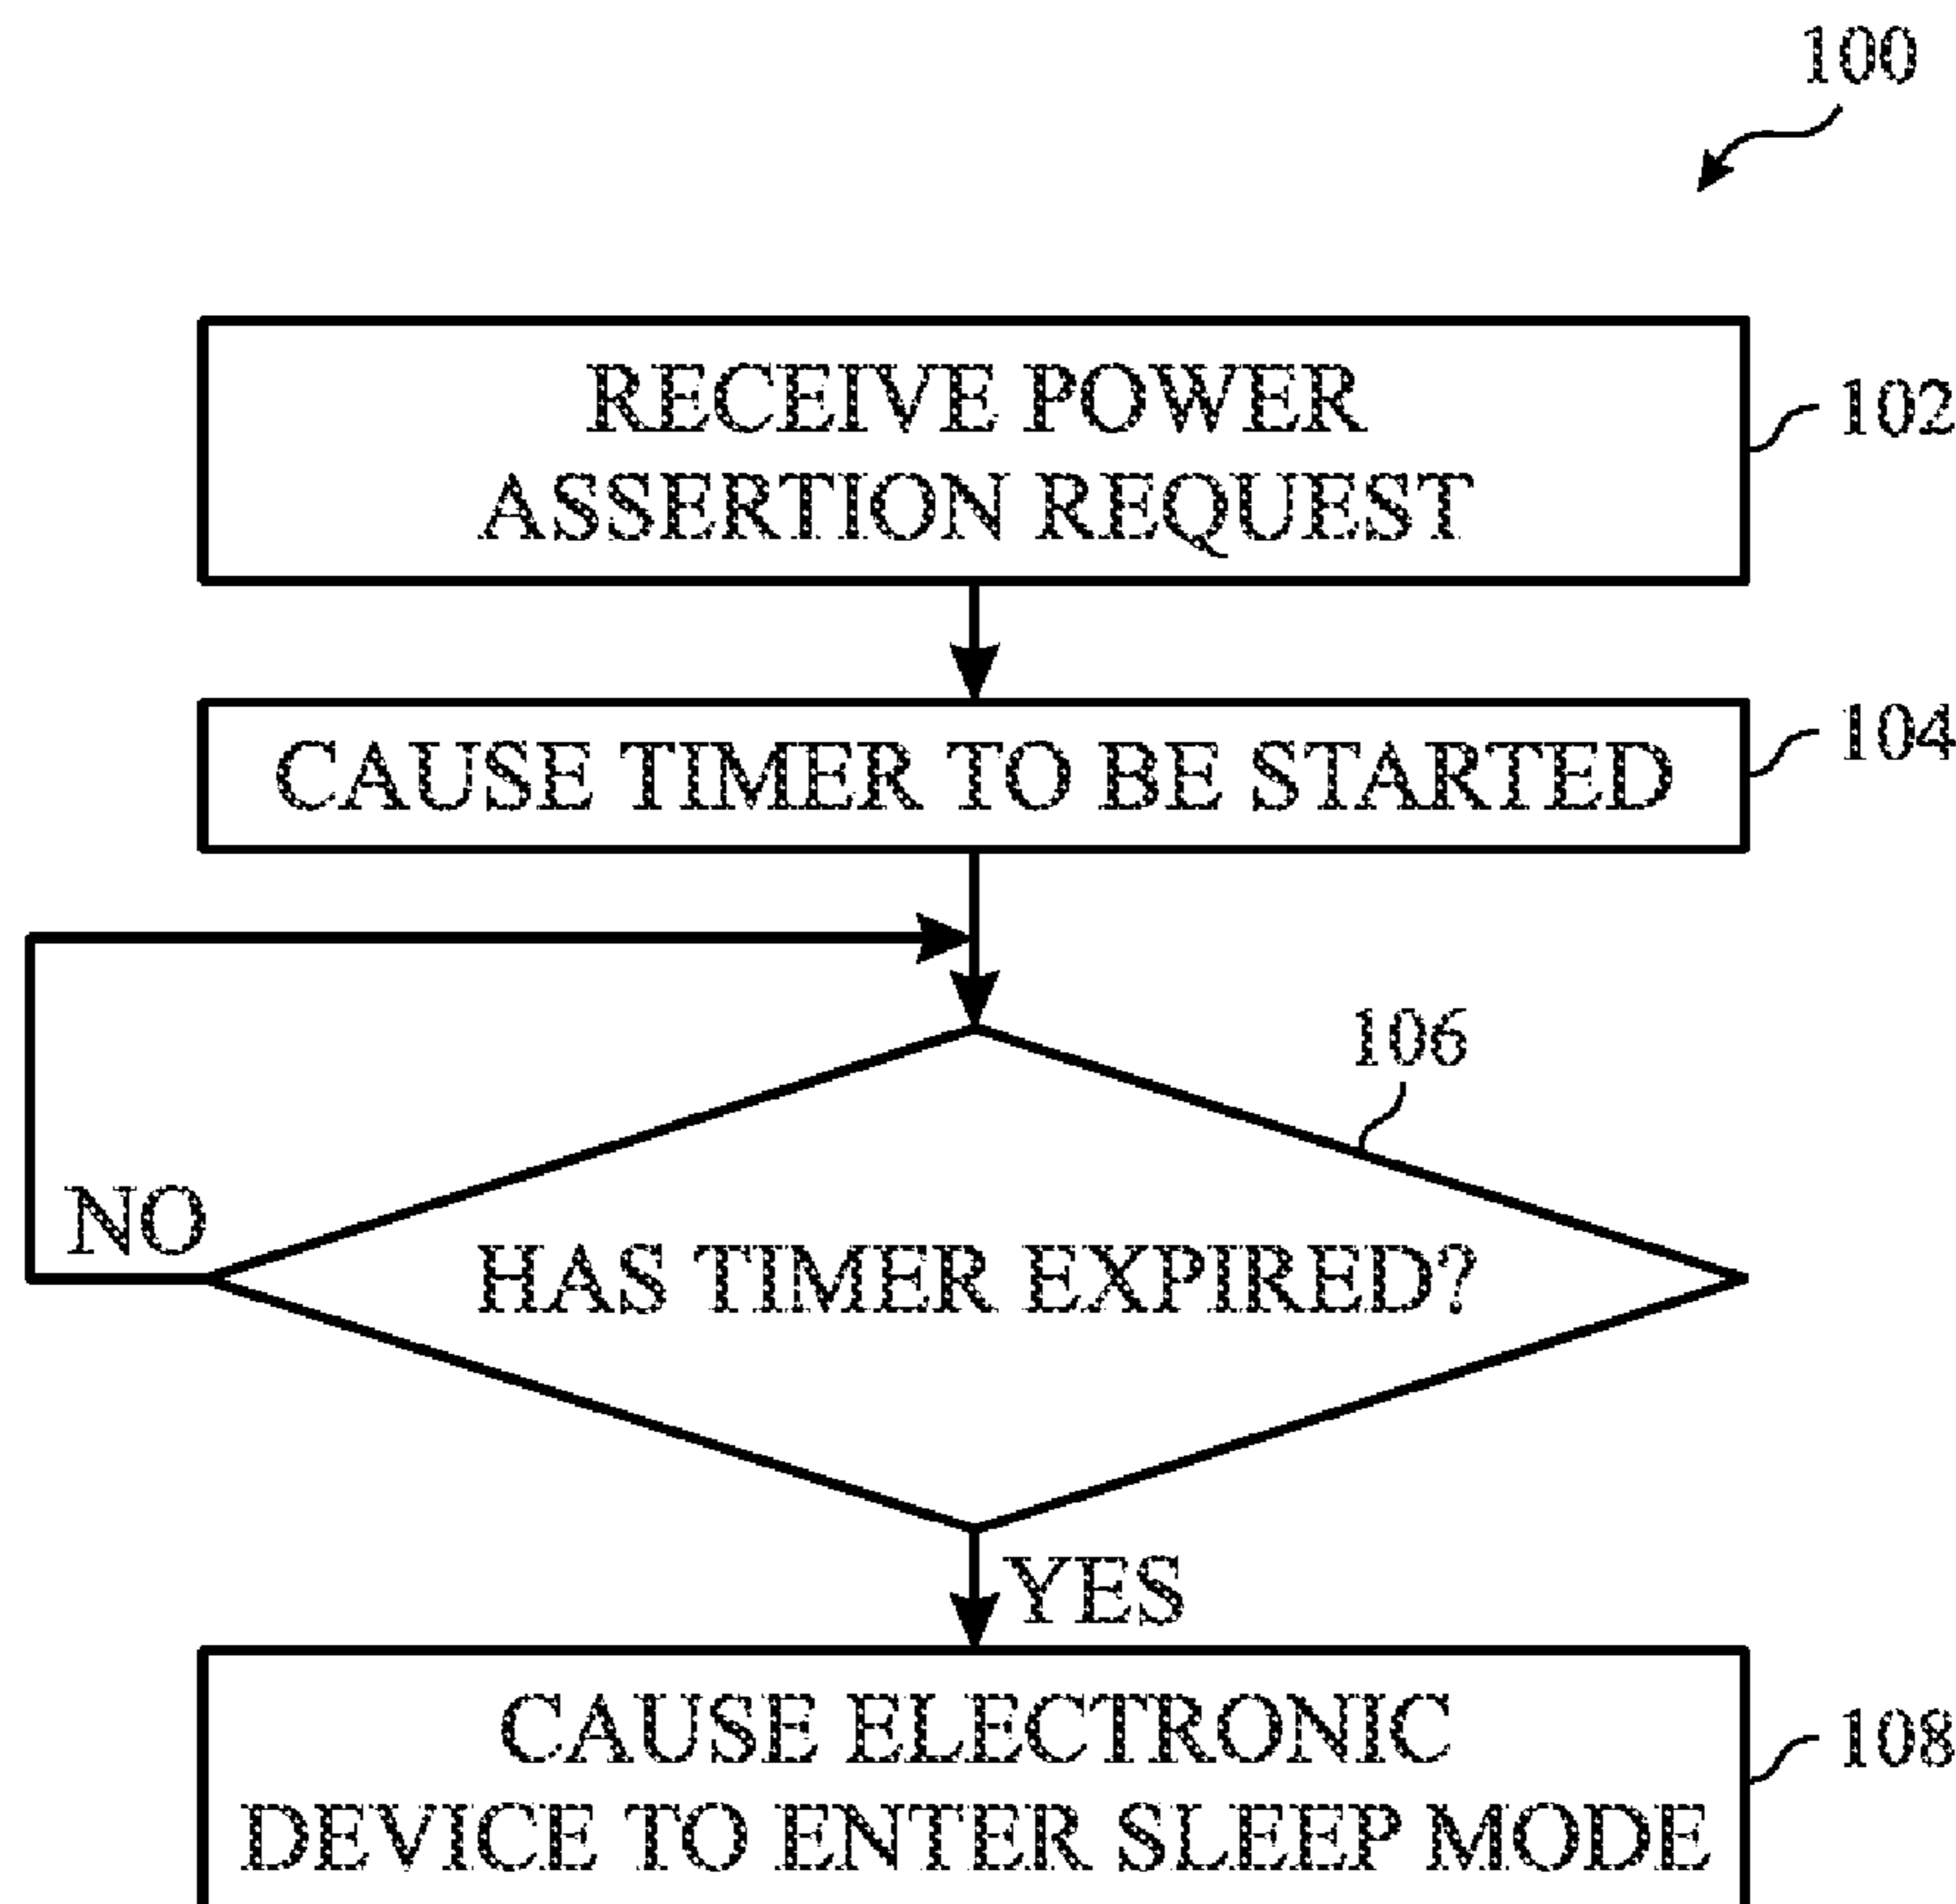 100
RECEIVE POWER
ASSERTION REQUEST
102
CAUSE TIMER TO BE STARTED
104
106
NO
HAS TIMER EXPIRED?
YES
CAUSE ELECTRONIC
DEVICE TO ENTER SLEEP MODE
108